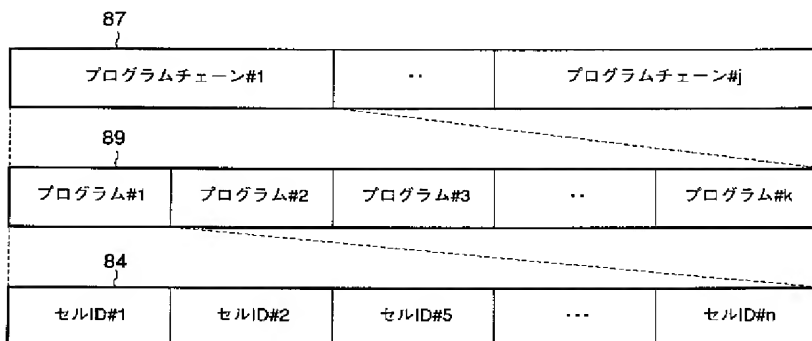 87
プログラムチェーン#1 ・・ プログラムチェーン#j
89
プログラム#1 プログラム#2 プログラム#3 ・・ プログラム#k
84
セルID#1 セルID#2 セルID#5 ・・・ セルID#n